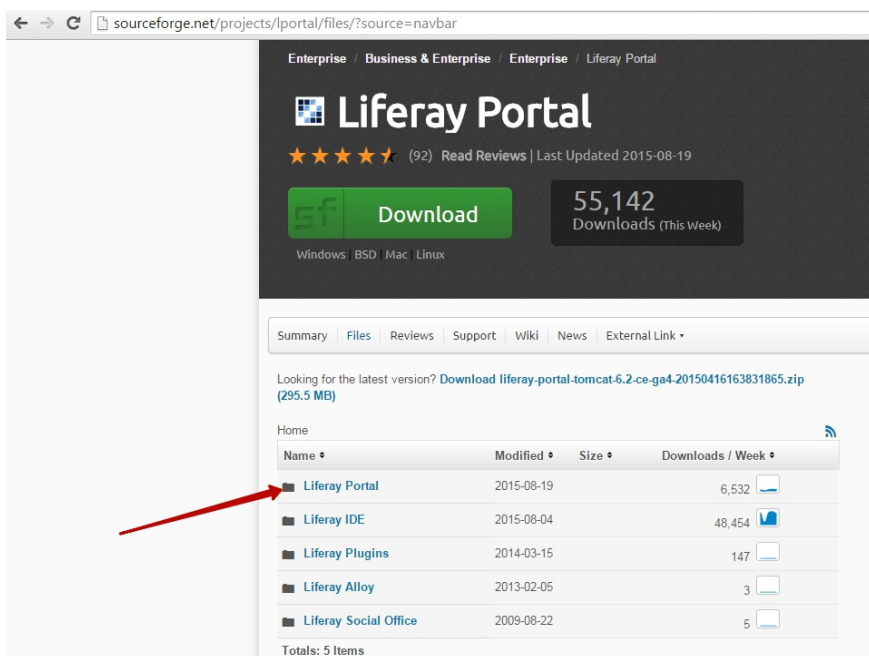 sourceforge.net/projects/lportal/files/?source=navbar
Enterprise / Business & Enterprise / Enterprise / Liferay Portal
Liferay Portal
(92) Read Reviews | Last Updated 2015-08-19
sf Download
55,142
Downloads (This Week)
Windows | BSD | Mac | Linux
Summary Files Reviews Support Wiki News External Link
Looking for the latest version? Download liferay-portal-tomcat-6.2-ce-ga4-20150416163831865.zip
(295.5 MB)
Home
Name Modified Size Downloads / Week
Liferay Portal 2015-08-19 6,532
Liferay IDE 2015-08-04 48,454
Liferay Plugins 2014-03-15 147
Liferay Alloy 2013-02-05 3
Liferay Social Office 2009-08-22 5
Totals: 5 Items